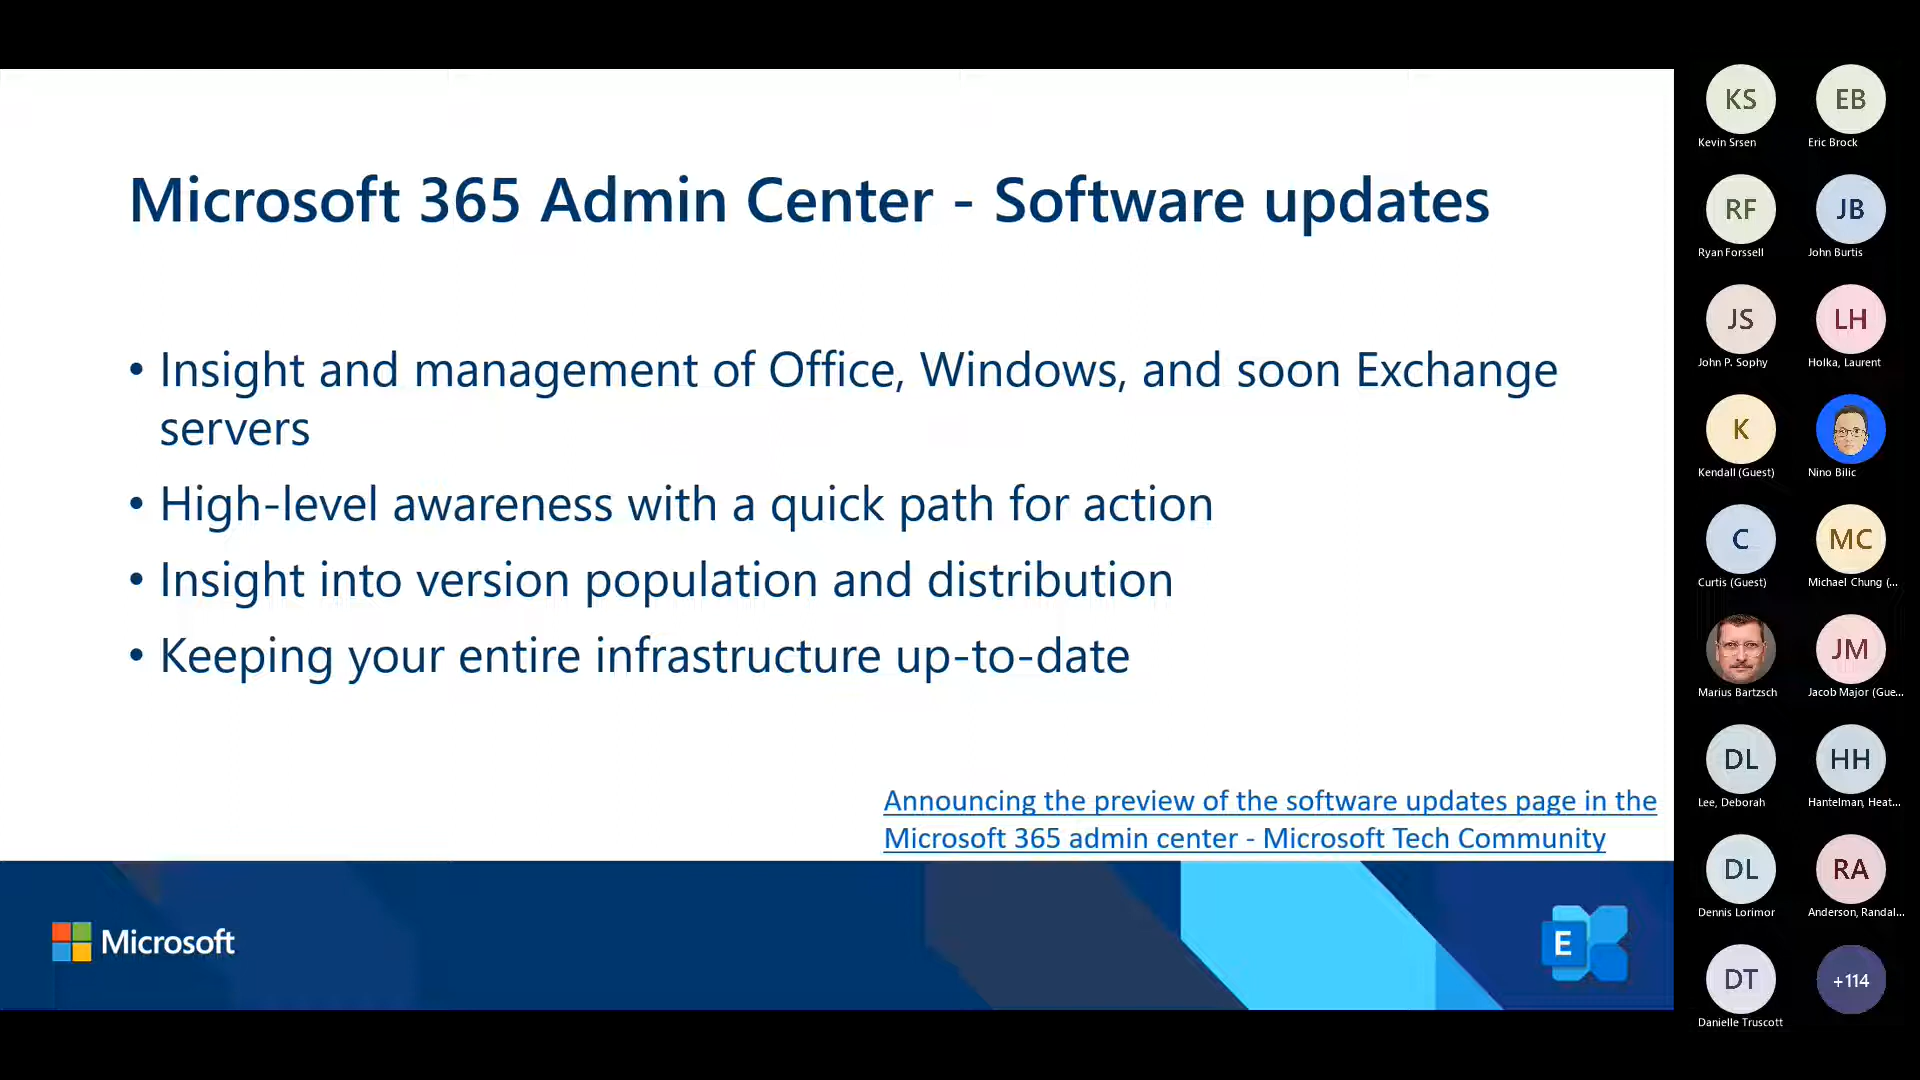 Microsoft 365 Admin Center - Software updates
• Insight and management of Office, Windows, and soon Exchange
servers
• High-level awareness with a quick path for action
• Insight into version population and distribution
• Keeping your entire infrastructure up-to-date
Announcing the preview of the software updates page in the
Microsoft 365 admin center - Microsoft Tech Community
Microsoft
E
KS
Kevin Srsen
EB
Eric Brock
RF
Ryan Forssell
JB
John Burtis
JS
John P. Sophy
LH
Holka, Laurent
K
Kendall (Guest)
Nino Bilic
C
Curtis (Guest)
MC
Michael Chung (...
Marius Bartzsch
JM
Jacob Major (Gue...
DL
Lee, Deborah
HH
Hantelman, Heat...
DL
Dennis Lorimor
RA
Anderson, Randal...
DT
Danielle Truscott
+114